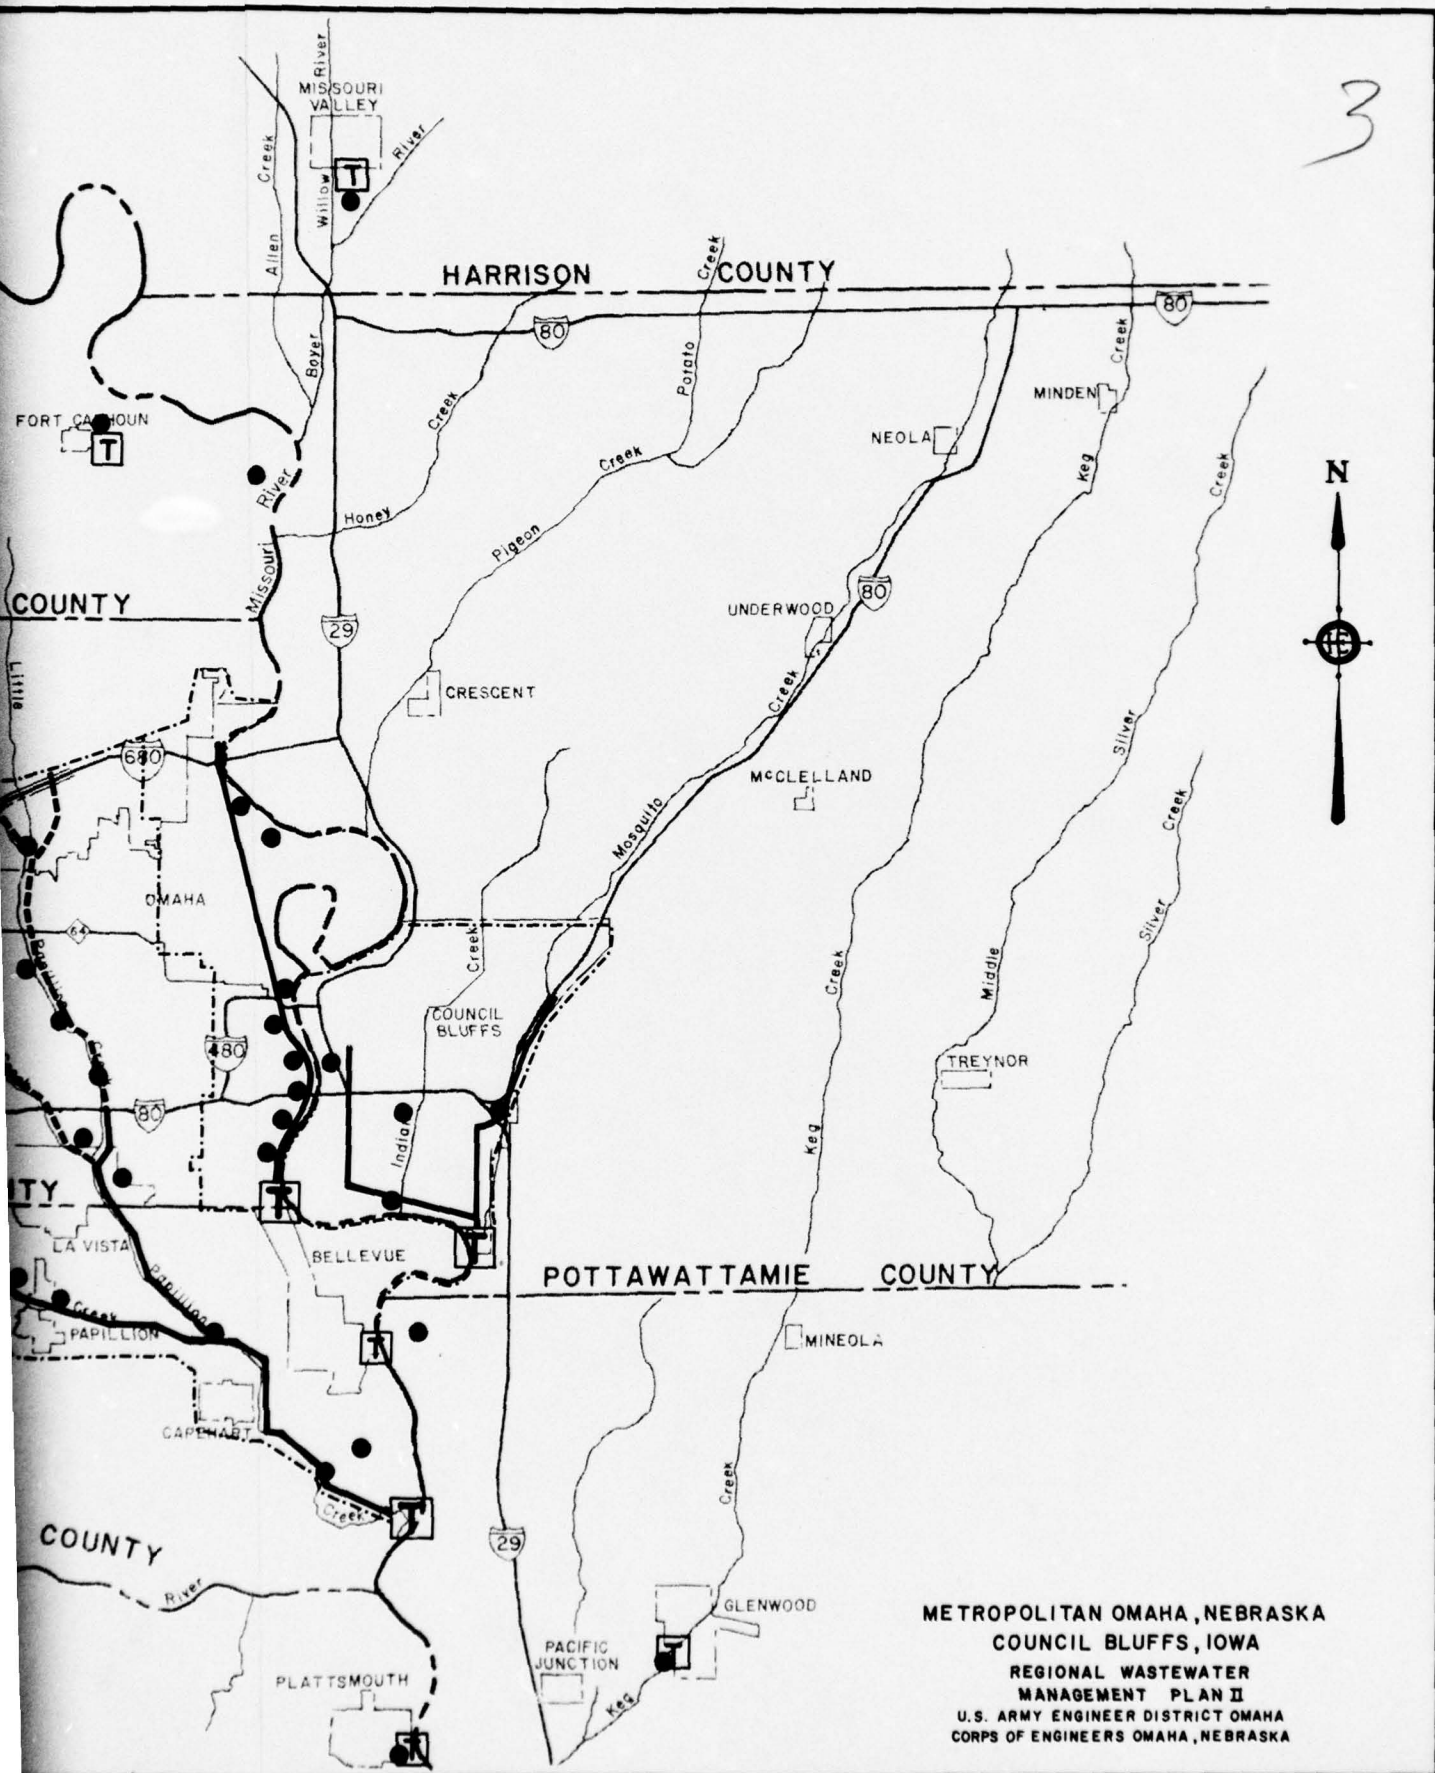 3
River
MISSOURI
VALLEY
Creek
River
T
Willow
Allen
Creek
HARRISON COUNTY
80
80
Boyer
Potato
Creek
Creek
MINDEN
FORT CALHOUN
T
NEOLA
Creek
Keg
Creek
River
N
Honey
Pigeon
Missouri
COUNTY
80
UNDERWOOD
29
Little
CRESCENT
Creek
Silver
680
McCLELLAND
Mosquito
Creek
OMAHA
64
Silver
Creek
Creek
Middle
Papillion
COUNCIL
BLUFFS
480
Creek
TREYNOR
80
India
Keg
T
LA VISTA
BELLEVUE
T
POTTAWATTAMIE COUNTY
Papillion
Creek
PAPILLION
T
MINEOLA
CAPEHART
Creek
Creek
T
COUNTY
29
River
GLENWOOD
METROPOLITAN OMAHA, NEBRASKA
COUNCIL BLUFFS, IOWA
REGIONAL WASTEWATER
MANAGEMENT PLAN II
U.S. ARMY ENGINEER DISTRICT OMAHA
CORPS OF ENGINEERS OMAHA, NEBRASKA
PACIFIC
JUNCTION
T
PLATTSMOUTH
Keg
T